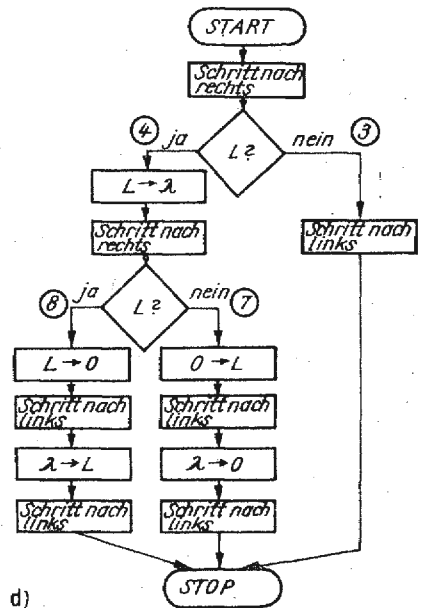 START
Schritt nach
rechts
4 ja
L?
nein 3
L → λ
Schritt nach
rechts
Schritt nach
links
8 ja
L?
nein 7
L → O
O → L
Schritt nach
links
Schritt nach
links
λ → L
λ → O
Schritt nach
links
Schritt nach
links
STOP
d)